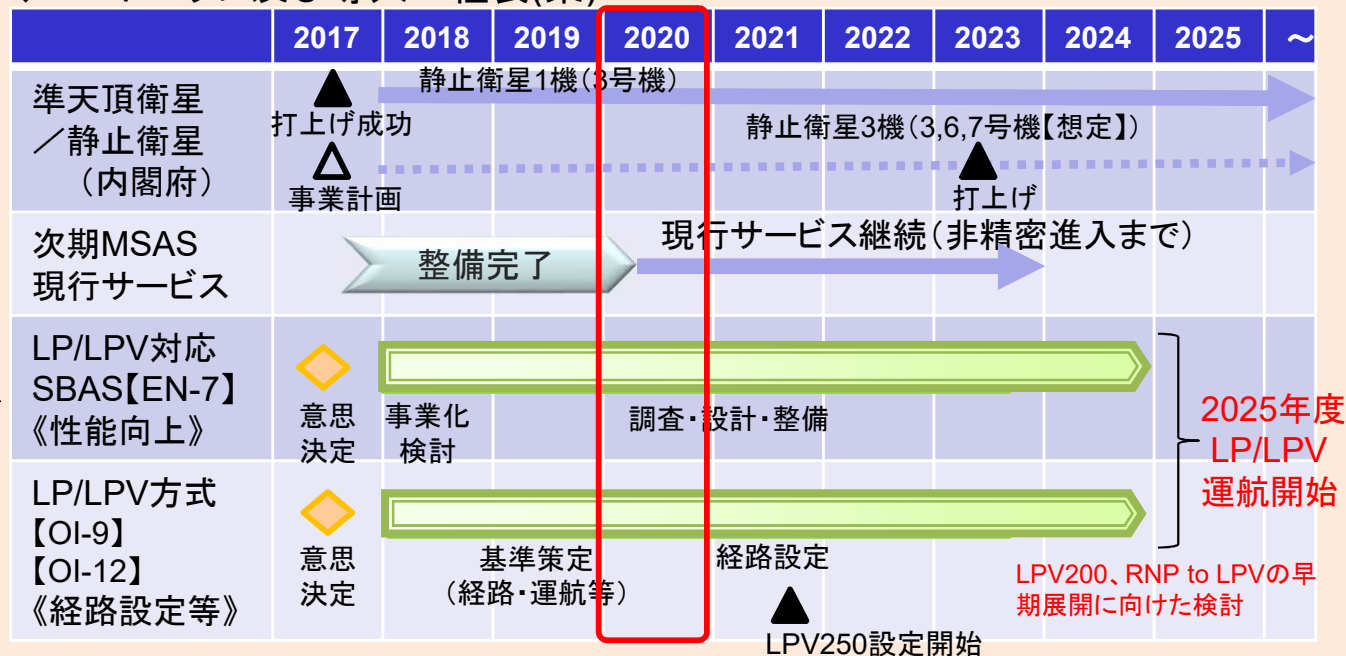 2017 2018 2019 2020 2021 2022 2023 2024 2025 ～
準天頂衛星
／静止衛星
（内閣府）
静止衛星1機(3号機)
打上げ成功
静止衛星3機(3,6,7号機【想定】)
事業計画
打上げ
次期MSAS
現行サービス
整備完了
現行サービス継続(非精密進入まで)
LP/LPV対応
SBAS【EN-7】
《性能向上》
意思
決定
事業化
検討
調査・設計・整備
LP/LPV方式
【OI-9】
【OI-12】
《経路設定等》
意思
決定
基準策定
（経路・運航等）
経路設定
LPV250設定開始
2025年度
LP/LPV
運航開始
LPV200、RNP to LPVの早
期展開に向けた検討